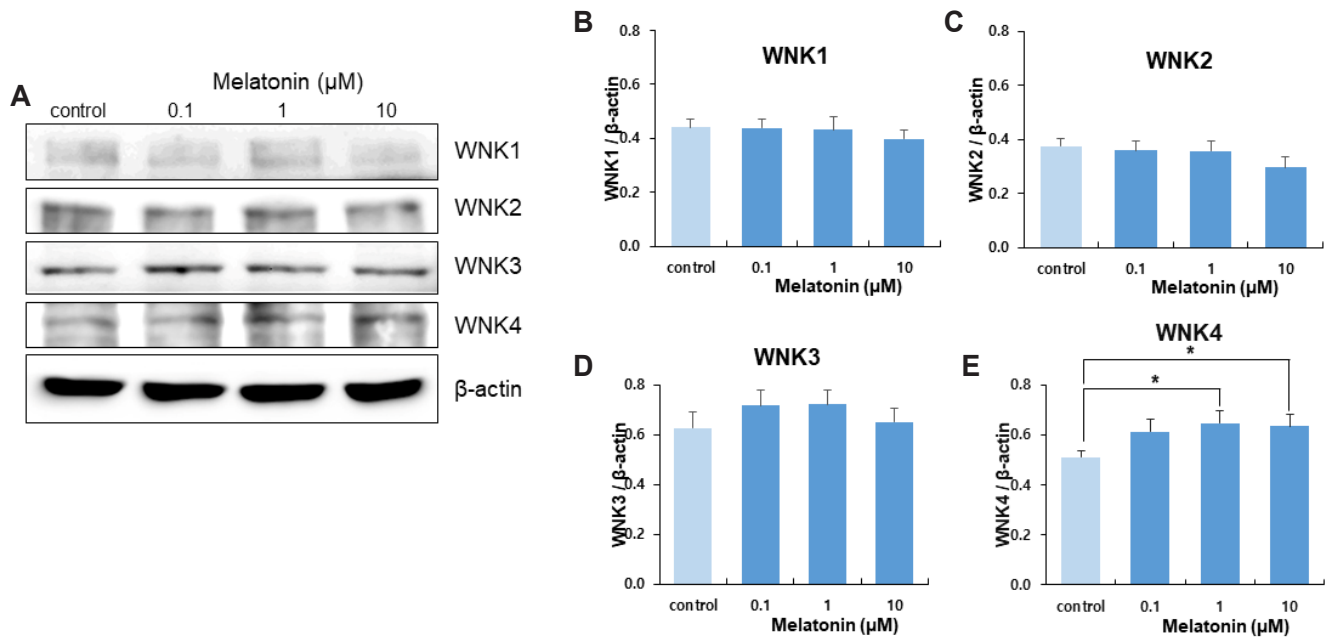 A
Melatonin (µM)
control 0.1 1 10
WNK1
WNK2
WNK3
WNK4
β-actin
B
WNK1
WNK1 / β-actin
0.8
0.6
0.4
0.2
0.0
control 0.1 1 10
Melatonin (µM)
C
WNK2
WNK2 / β-actin
0.8
0.6
0.4
0.2
0.0
control 0.1 1 10
Melatonin (µM)
D
WNK3
WNK3 / β-actin
0.8
0.6
0.4
0.2
0.0
control 0.1 1 10
Melatonin (µM)
E
WNK4
* 
*
WNK4 / β-actin
0.8
0.6
0.4
0.2
0.0
control 0.1 1 10
Melatonin (µM)